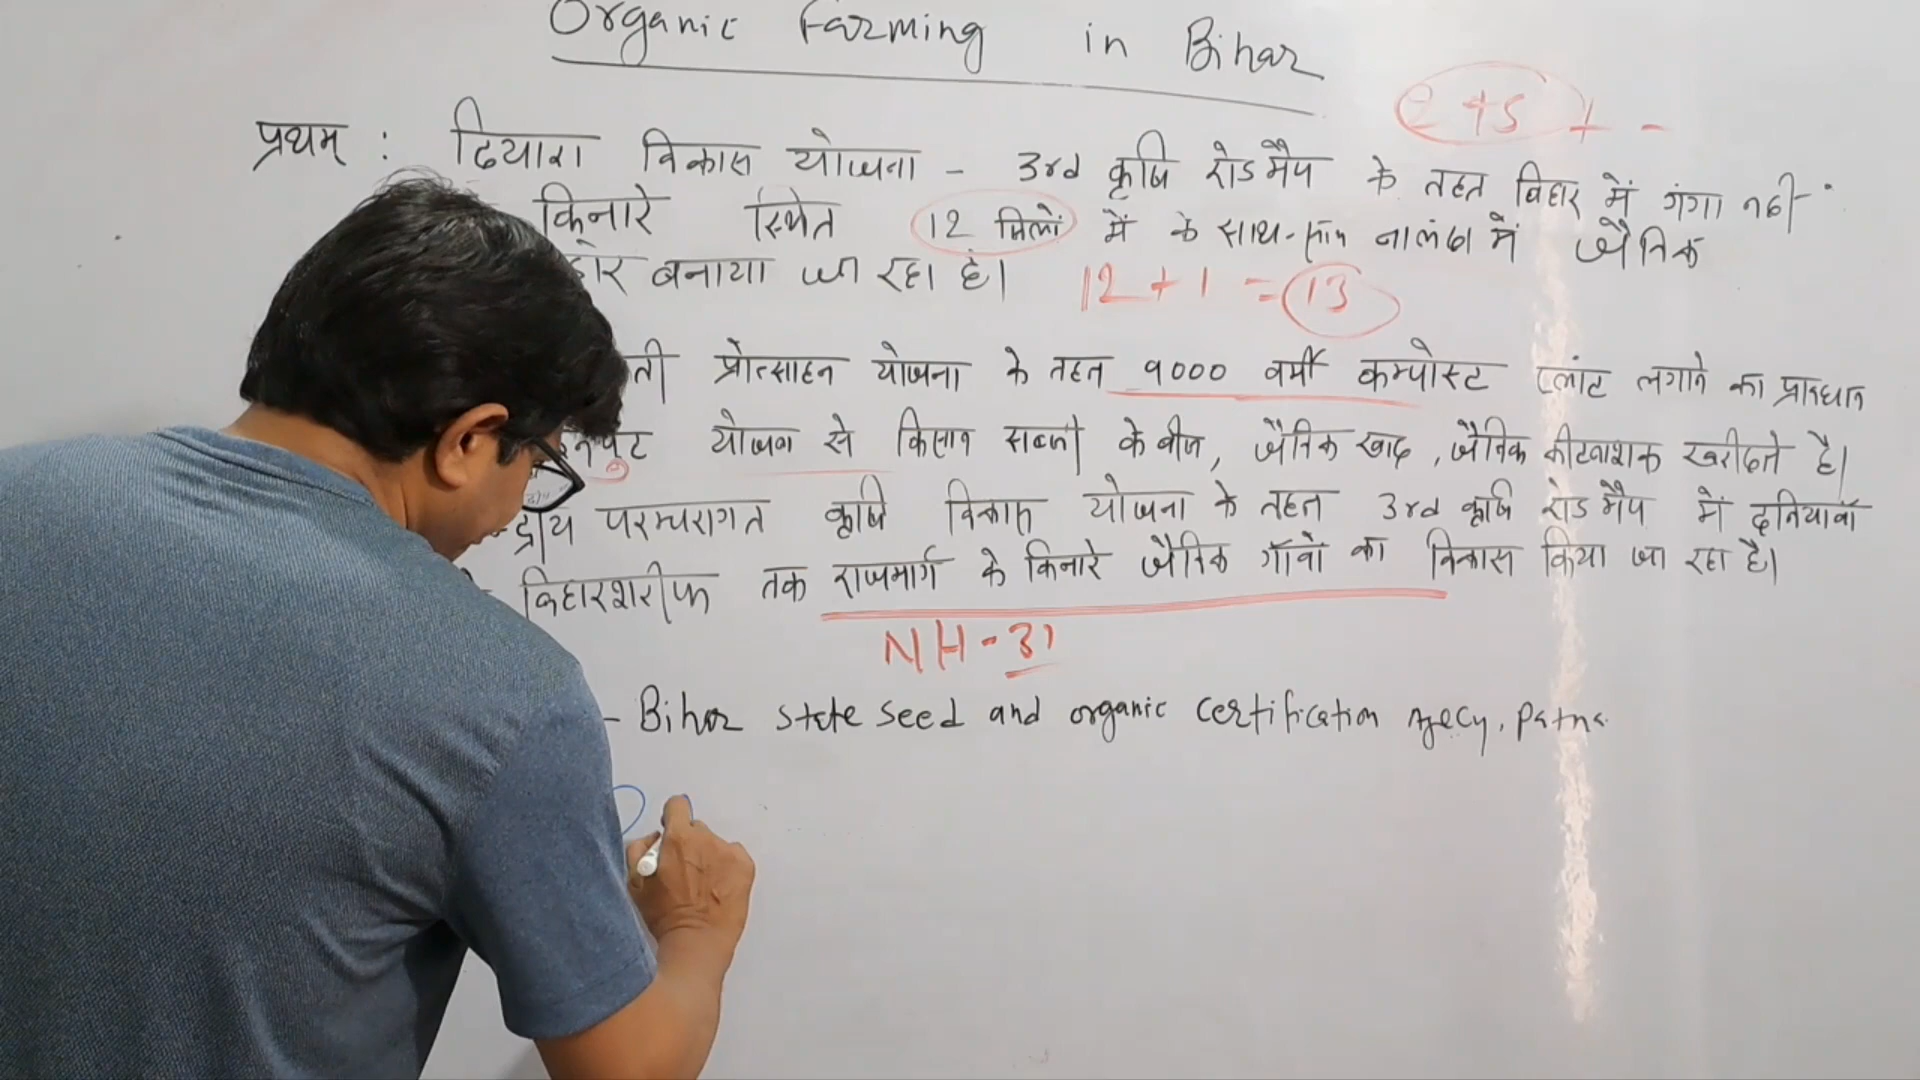 Organic Farming in Bihar
2+5 + -
प्रथम : दियारा विकास योजना - 3rd कृषि रोडमैप के तहत बिहार में गंगा नदी
किनारे स्थित 12 जिलों में के साथ-साथ नालंदा में जैविक
बनाया जा रहा है।
12 + 1 = 13
प्रोत्साहन योजना के तहत 9000 वर्मी कम्पोस्ट प्लांट लगाने का प्रावधान
योजना से किसान सब्जी के बीज, जैविक खाद, जैविक कीटनाशक खरीदते है।
परम्परागत कृषि विकास योजना के तहत 3rd कृषि रोडमैप में दनियावाँ
बिहारशरीफ तक राजमार्ग के किनारे जैविक गाँवों का विकास किया जा रहा है।
NH-31
- Bihar state seed and organic certification Agecy, patna